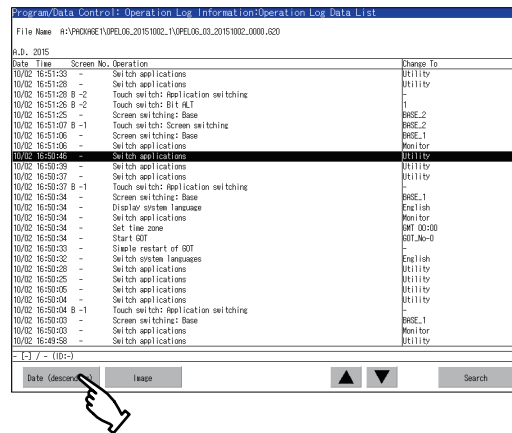 Program/Data Control: Operation Log Information:Operation Log Data List
File Name A:\PACKAGE1\OPELOG_20151002_1\OPELOG_03_20151002_0000.G2O
A.D. 2015
Date Time Screen No. Operation Change To
10/02 16:51:33 - Switch applications Utility
10/02 16:51:28 - Switch applications Utility
10/02 16:51:28 B -2 Touch switch: Application switching -
10/02 16:51:26 B -2 Touch switch: Bit ALT 1
10/02 16:51:25 - Screen switching: Base BASE_2
10/02 16:51:07 B -1 Touch switch: Screen switching BASE_2
10/02 16:51:06 - Screen switching: Base BASE_1
10/02 16:51:06 - Switch applications Monitor
10/02 16:50:46 - Switch applications Utility
10/02 16:50:39 - Switch applications Utility
10/02 16:50:37 - Switch applications Utility
10/02 16:50:37 B -1 Touch switch: Application switching -
10/02 16:50:34 - Screen switching: Base BASE_1
10/02 16:50:34 - Display system language English
10/02 16:50:34 - Switch applications Monitor
10/02 16:50:34 - Set time zone GMT 00:00
10/02 16:50:34 - Start GOT GOT_No-0
10/02 16:50:33 - Simple restart of GOT -
10/02 16:50:32 - Switch system languages English
10/02 16:50:28 - Switch applications Utility
10/02 16:50:25 - Switch applications Utility
10/02 16:50:05 - Switch applications Utility
10/02 16:50:04 - Switch applications Utility
10/02 16:50:04 B -1 Touch switch: Application switching -
10/02 16:50:03 - Screen switching: Base BASE_1
10/02 16:50:03 - Switch applications Monitor
10/02 16:49:58 - Switch applications Utility
- [-] / - (ID:-)
Date Image Search